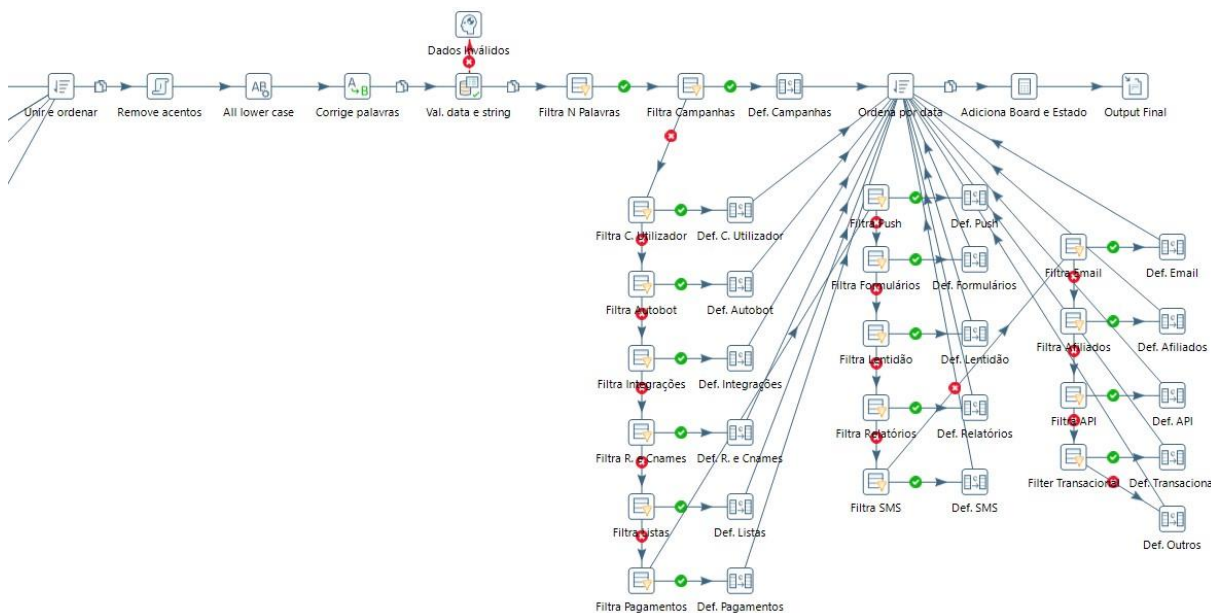 Dados Inválidos
Unir e ordenar
Remove acentos
All lower case
Corrige palavras
Val. data e string
Filtra N Palavras
Filtra Campanhas
Def. Campanhas
Ordena por data
Adiciona Board e Estado
Output Final
Filtra C. Utilizador
Def. C. Utilizador
Filtra Autobot
Def. Autobot
Filtra Integrações
Def. Integrações
Filtra R. e Cnames
Def. R. e Cnames
Filtra Listas
Def. Listas
Filtra Pagamentos
Def. Pagamentos
Filtra Push
Def. Push
Filtra Formulários
Def. Formulários
Filtra Lentidão
Def. Lentidão
Filtra Relatórios
Def. Relatórios
Filtra SMS
Def. SMS
Filtra Email
Def. Email
Filtra Afiliados
Def. Afiliados
Filtra API
Def. API
Filter Transacional
Def. Transacional
Def. Outros